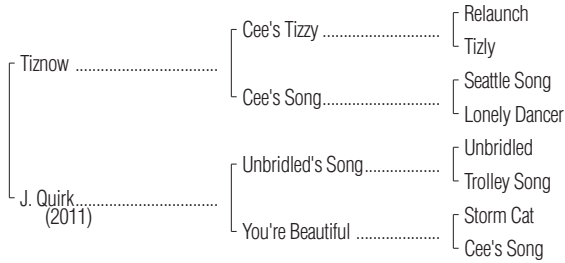 Relaunch
Cee's Tizzy ........................
Tizly
Tiznow .............................
Seattle Song
Cee's Song........................
Lonely Dancer
Unbridled
Unbridled's Song................
Trolley Song
J. Quirk.............................
(2011)
Storm Cat
You're Beautiful .................
Cee's Song